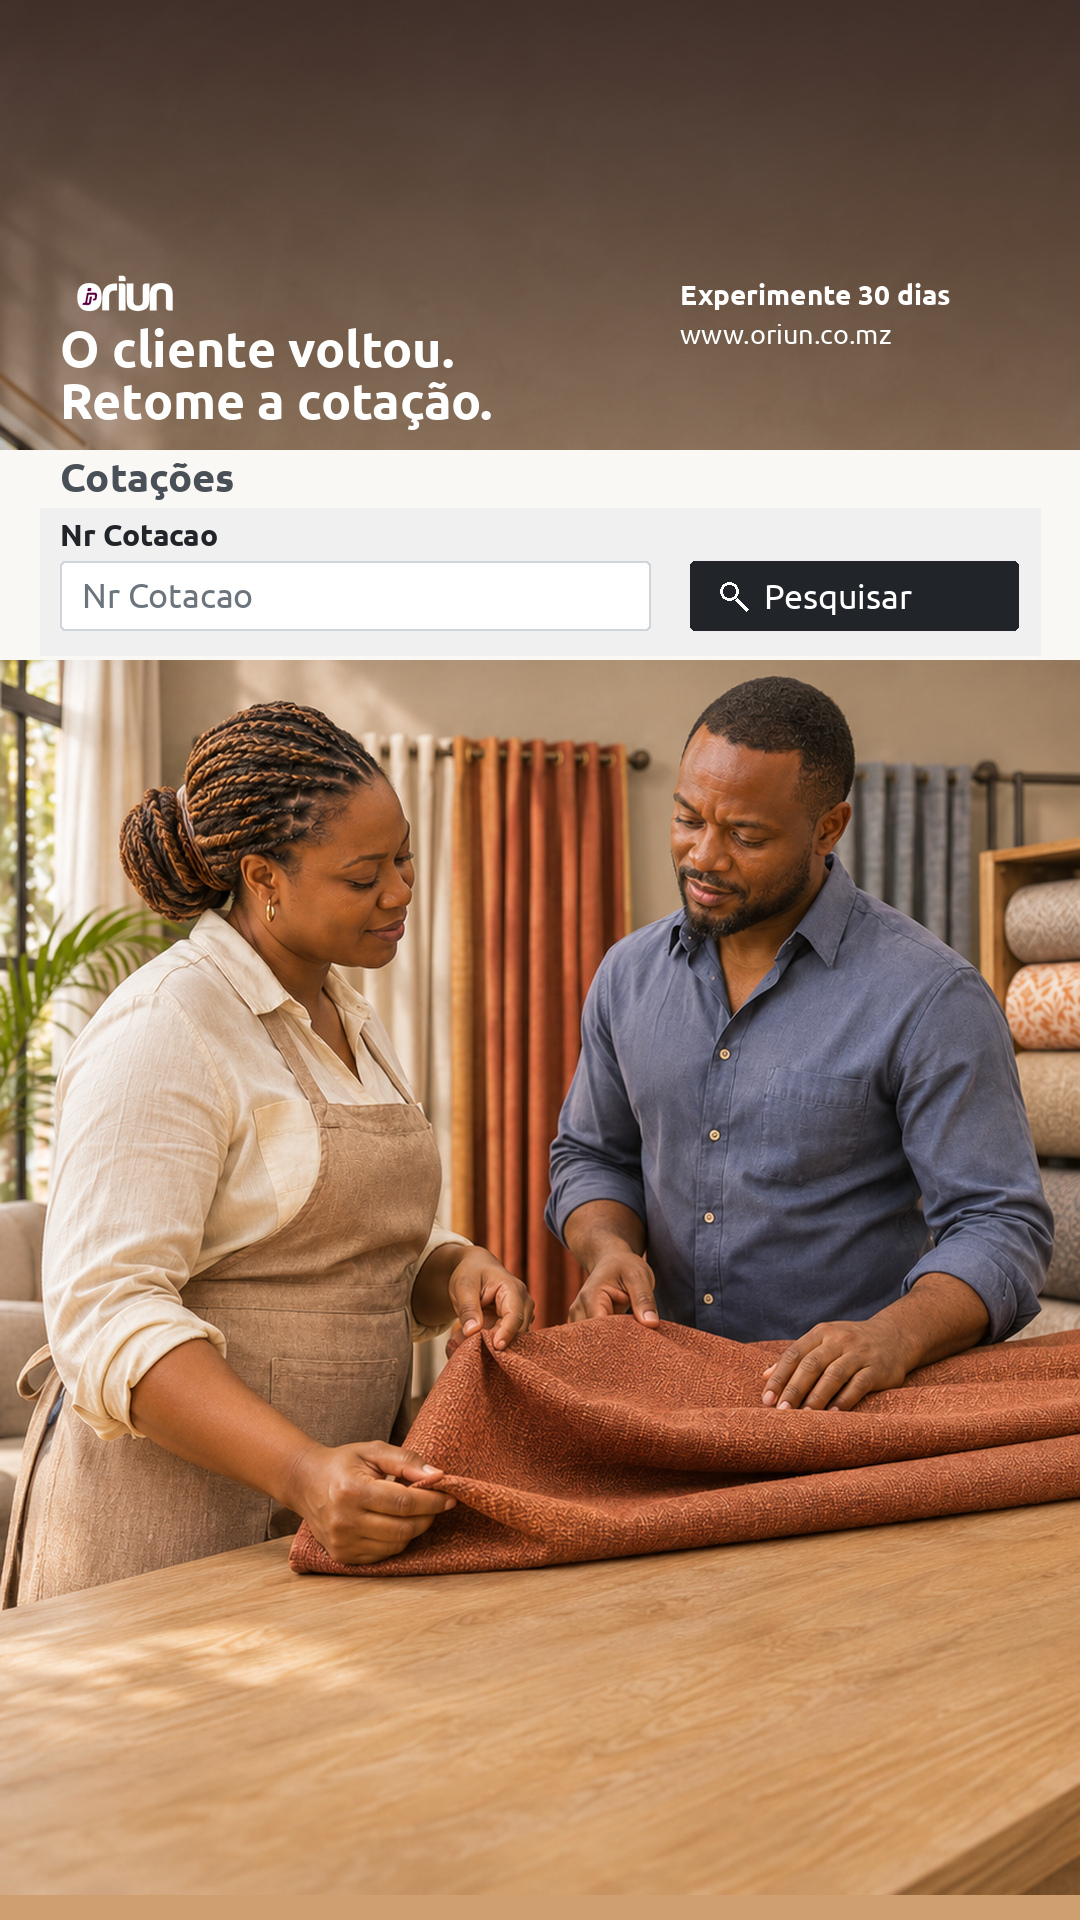 oriun
O cliente voltou.
Retome a cotação.
Experimente 30 dias
www.oriun.co.mz
Cotações
Nr Cotacao
Nr Cotacao
Pesquisar